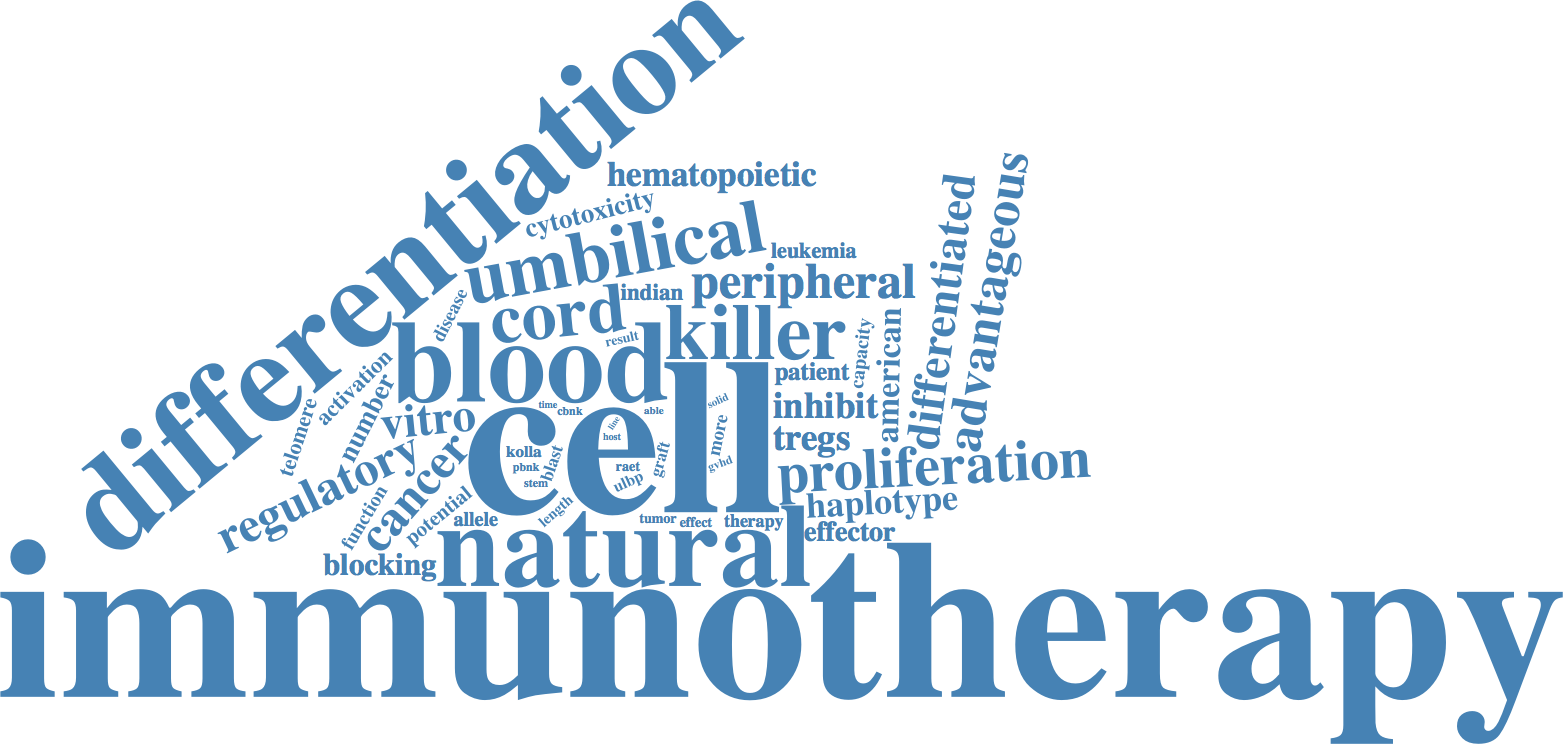 differentiation
hematopoietic
cytotoxicity
umbilical
leukemia
peripheral
indian
disease
cord
result
killer
blood
differentiated
advantageous
capacity
american
patient
inhibit
tregs
activation
number
telomere
vitro
regulatory
cancer
function
potential
cell
time
cbnk
able
solid
line
host
more
kolla
pbnk
stem
blast
raet
ulbp
graft
gvhd
proliferation
haplotype
effector
allele
length
tumor
effect
therapy
blocking
natural
immunotherapy